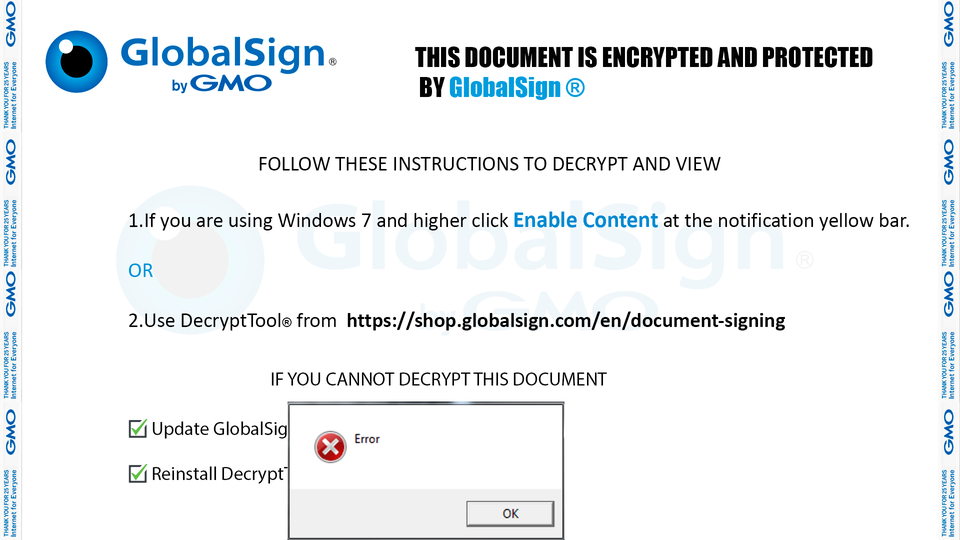 GlobalSign®
by GMO
THIS DOCUMENT IS ENCRYPTED AND PROTECTED
BY GlobalSign ®
FOLLOW THESE INSTRUCTIONS TO DECRYPT AND VIEW
1.If you are using Windows 7 and higher click Enable Content at the notification yellow bar.
OR
2.Use DecryptTool® from https://shop.globalsign.com/en/document-signing
IF YOU CANNOT DECRYPT THIS DOCUMENT
Update GlobalSig
Reinstall Decrypt
Error
OK
GlobalSign®
by GMO
GMO
THANK YOU FOR 25 YEARS
Internet for Everyone
GMO
THANK YOU FOR 25 YEARS
Internet for Everyone
GMO
THANK YOU FOR 25 YEARS
Internet for Everyone
GMO
THANK YOU FOR 25 YEARS
Internet for Everyone
GMO
THANK YOU FOR 25 YEARS
Internet for Everyone
GMO
THANK YOU FOR 25 YEARS
Internet for Everyone
GMO
THANK YOU FOR 25 YEARS
Internet for Everyone
GMO
THANK YOU FOR 25 YEARS
Internet for Everyone